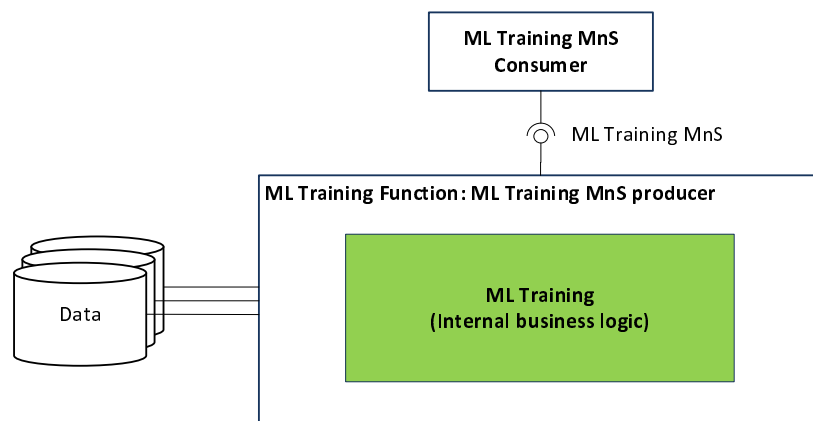 ML Training MnS
Consumer
ML Training MnS
ML Training Function: ML Training MnS producer
ML Training
(Internal business logic)
Data